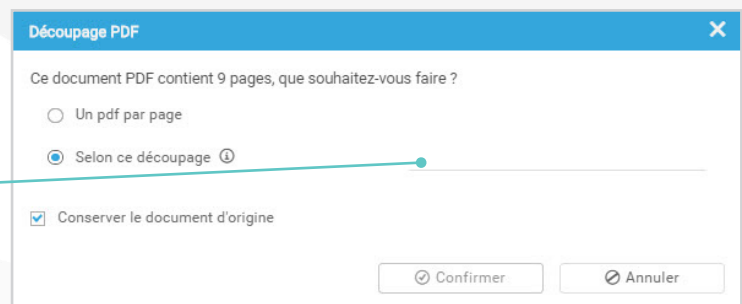 Découpage PDF
Ce document PDF contient 9 pages, que souhaitez-vous faire ?
Un pdf par page
Selon ce découpage
Conserver le document d'origine
Confirmer
Annuler